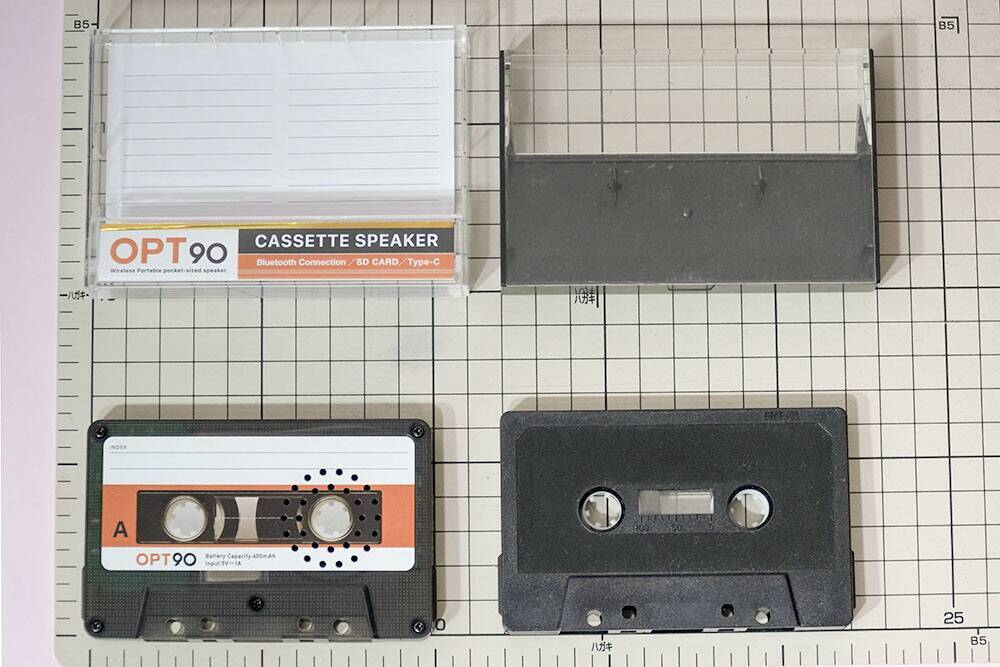 B5
B5
OPT90
Wireless Portable pocket-sized speaker.
CASSETTE SPEAKER
Bluetooth Connection／SD CARD／Type-C
ハガキ
ハガキ
INDEX
A
OPT90
Battery Capacity:400mAh
Input:5V⎓1A
100 50 0
0
25
B5
ハガキ